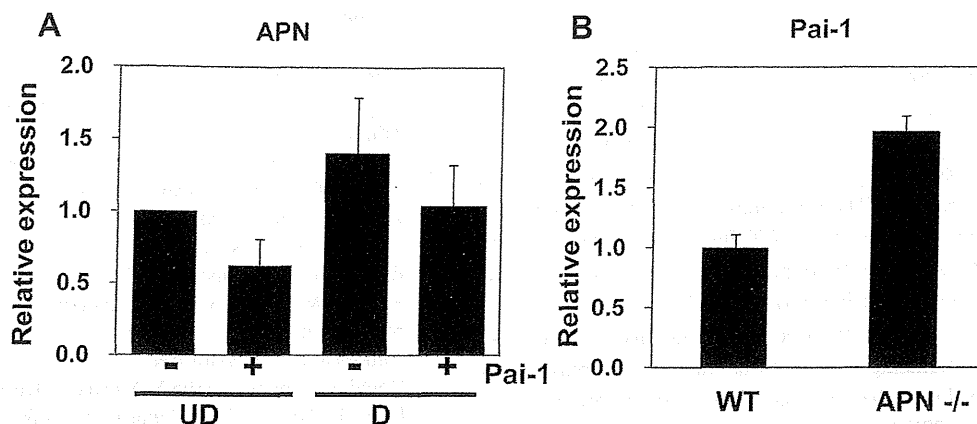 A
APN
Relative expression
2.0
1.5
1.0
0.5
0.0
- + - + Pai-1
UD D
B
Pai-1
Relative expression
2.5
2.0
1.5
1.0
0.5
0.0
WT APN -/-